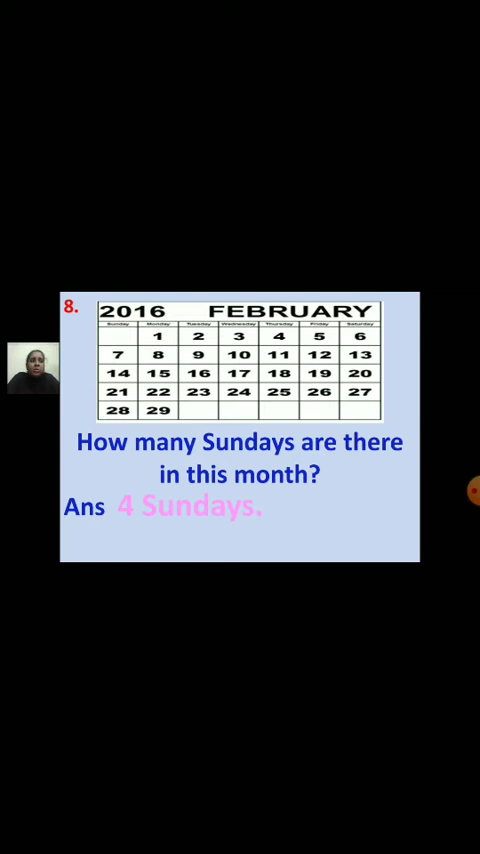 8.
2016 FEBRUARY
Sunday Monday Tuesday Wednesday Thursday Friday Saturday
1 2 3 4 5 6
7 8 9 10 11 12 13
14 15 16 17 18 19 20
21 22 23 24 25 26 27
28 29
How many Sundays are there
in this month?
Ans 4 Sundays.